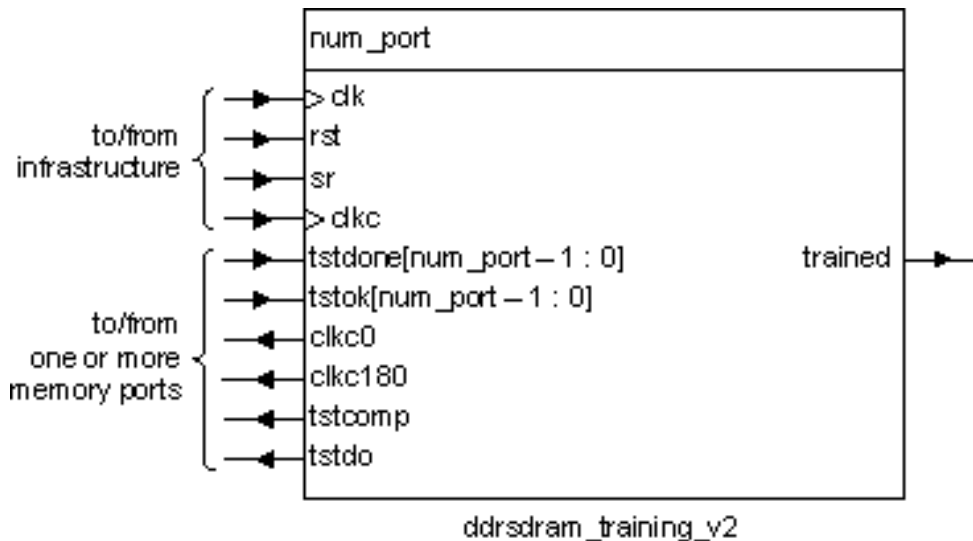 num_port
clk
rst
sr
clkc
to/from
infrastructure
tstdone[num_port – 1 : 0]
trained
tstok[num_port – 1 : 0]
clkc0
clkc180
tstcomp
tstdo
to/from
one or more
memory ports
ddrsdram_training_v2